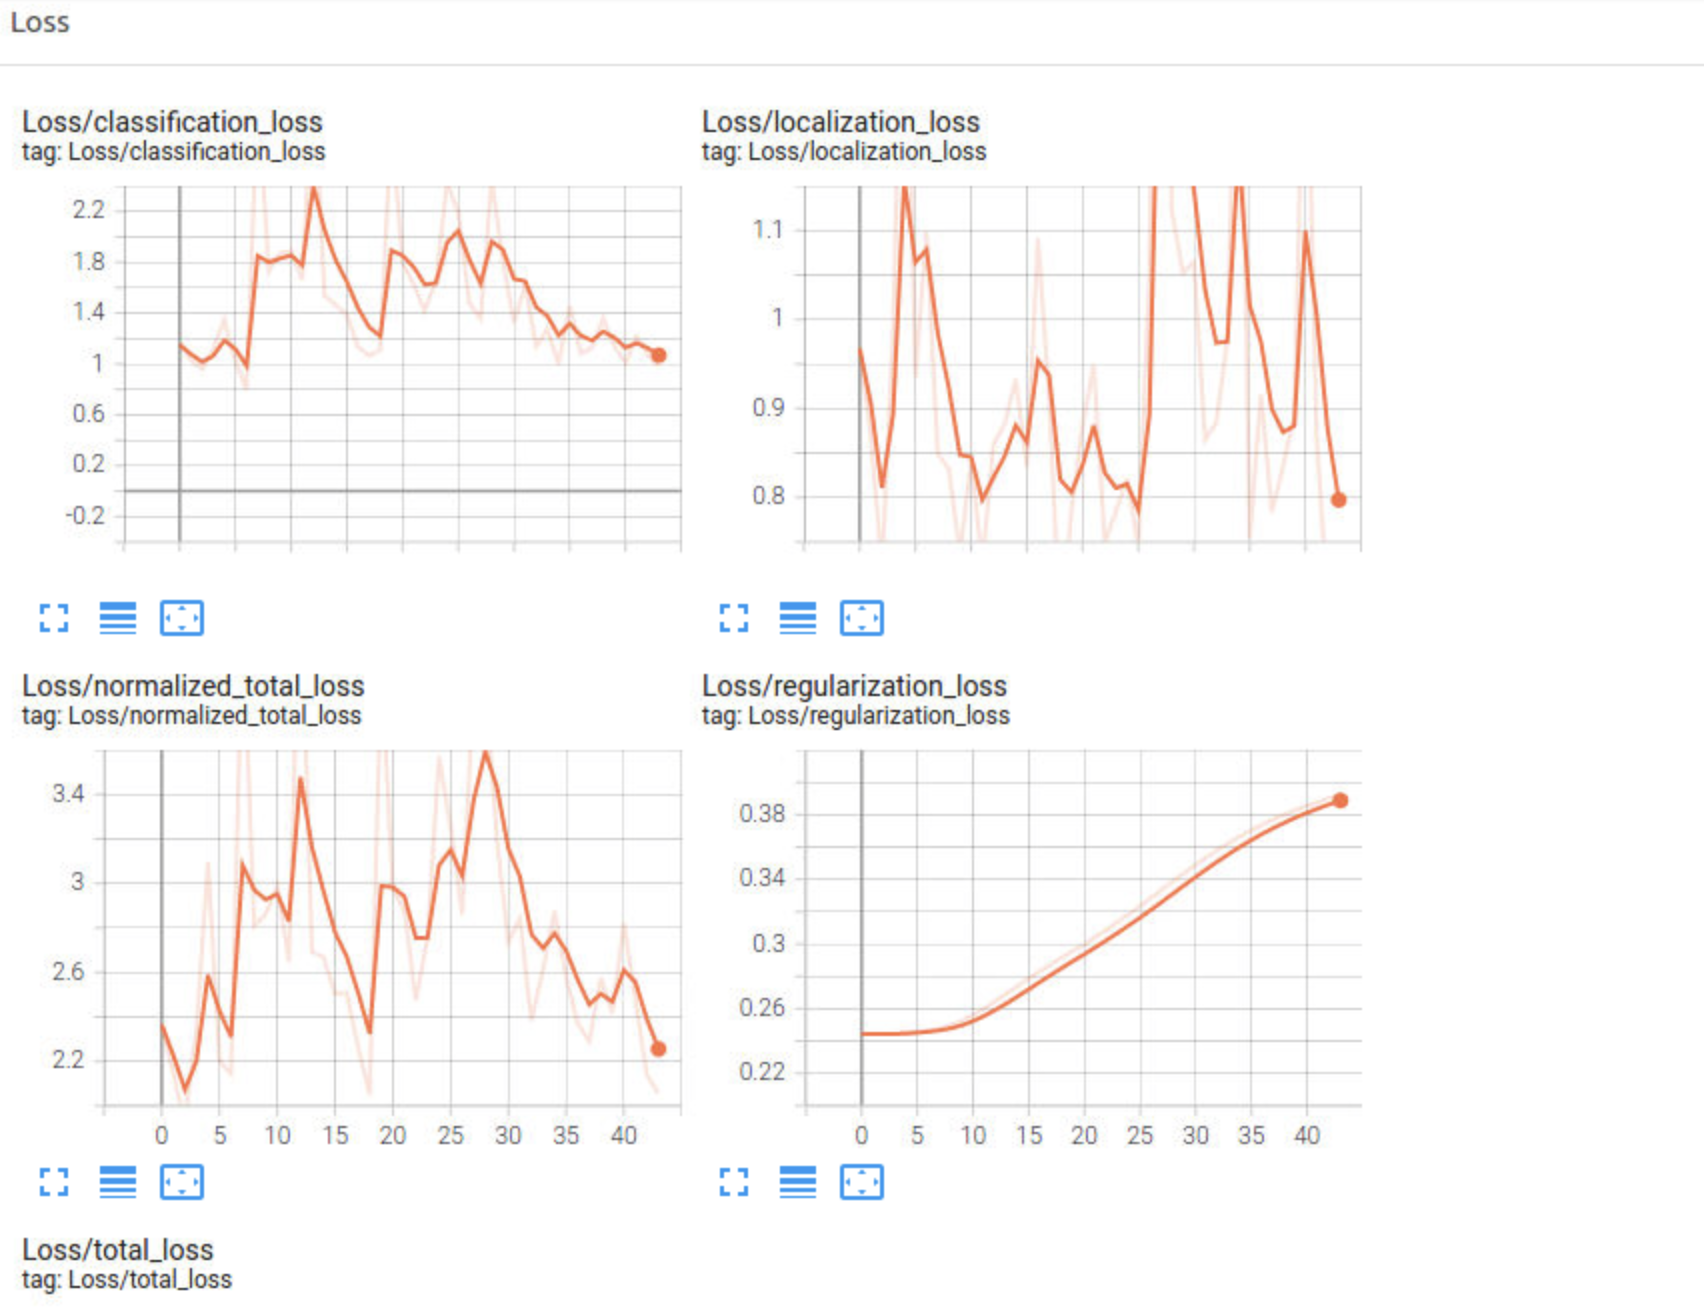 Loss
Loss/classification_loss
tag: Loss/classification_loss
2.2
1.8
1.4
1
0.6
0.2
-0.2
Loss/localization_loss
tag: Loss/localization_loss
1.1
1
0.9
0.8
Loss/normalized_total_loss
tag: Loss/normalized_total_loss
3.4
3
2.6
2.2
0 5 10 15 20 25 30 35 40
Loss/regularization_loss
tag: Loss/regularization_loss
0.38
0.34
0.3
0.26
0.22
0 5 10 15 20 25 30 35 40
Loss/total_loss
tag: Loss/total_loss